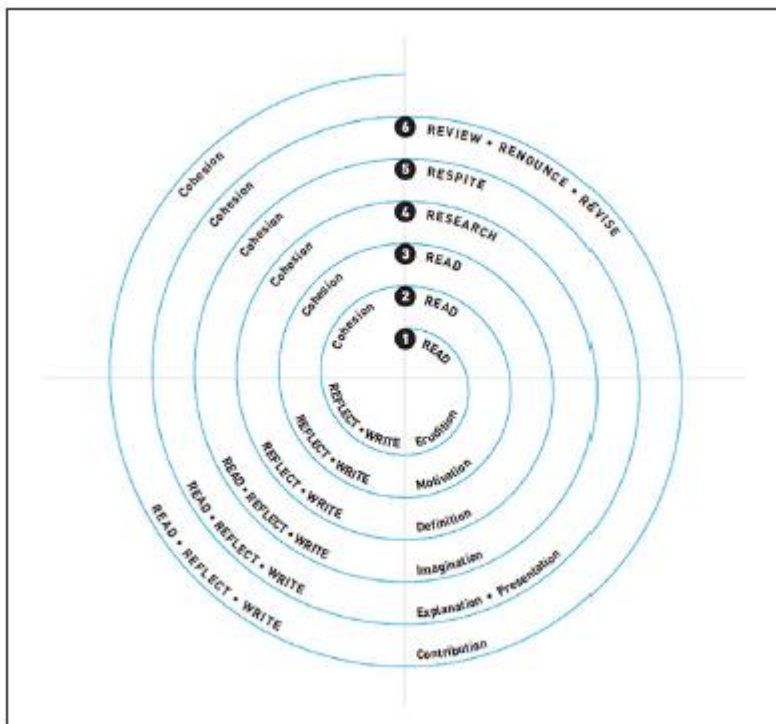 6 REVIEW • RENOUNCE • REVISE
5 RESPITE
4 RESEARCH
3 READ
2 READ
1 READ
Cohesion
Cohesion
Cohesion
Cohesion
Cohesion
Cohesion
REFLECT • WRITE
REFLECT • WRITE
REFLECT • WRITE
READ • REFLECT • WRITE
READ • REFLECT • WRITE
READ • REFLECT • WRITE
Erudition
Motivation
Definition
Imagination
Explanation • Presentation
Contribution